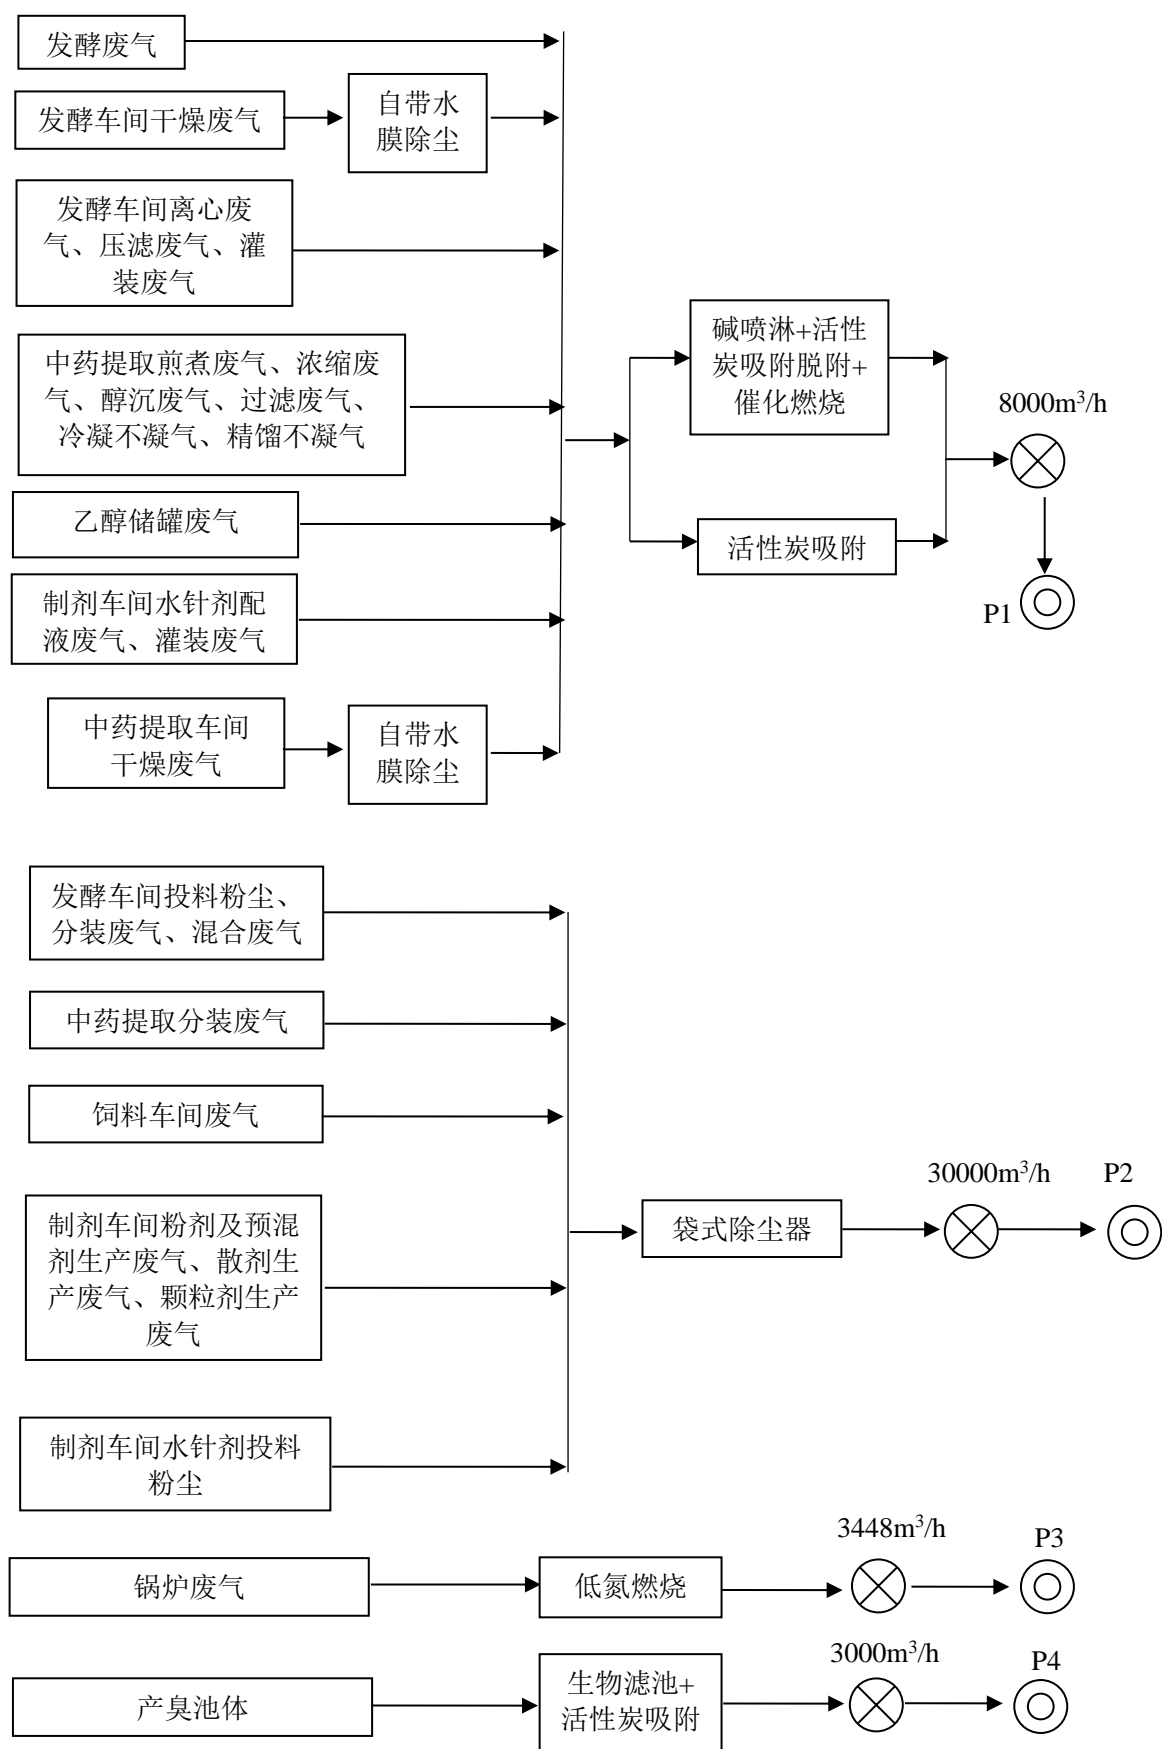 发酵废气
发酵车间干燥废气
自带水
膜除尘
发酵车间离心废
气、压滤废气、灌
装废气
中药提取煎煮废气、浓缩废
气、醇沉废气、过滤废气、
冷凝不凝气、精馏不凝气
碱喷淋+活性
炭吸附脱附+
催化燃烧
8000m³/h
乙醇储罐废气
活性炭吸附
制剂车间水针剂配
液废气、灌装废气
P1
中药提取车间
干燥废气
自带水
膜除尘
发酵车间投料粉尘、
分装废气、混合废气
中药提取分装废气
饲料车间废气
30000m³/h
P2
制剂车间粉剂及预混
剂生产废气、散剂生
产废气、颗粒剂生产
废气
袋式除尘器
制剂车间水针剂投料
粉尘
3448m³/h
P3
锅炉废气
低氮燃烧
3000m³/h
P4
产臭池体
生物滤池+
活性炭吸附